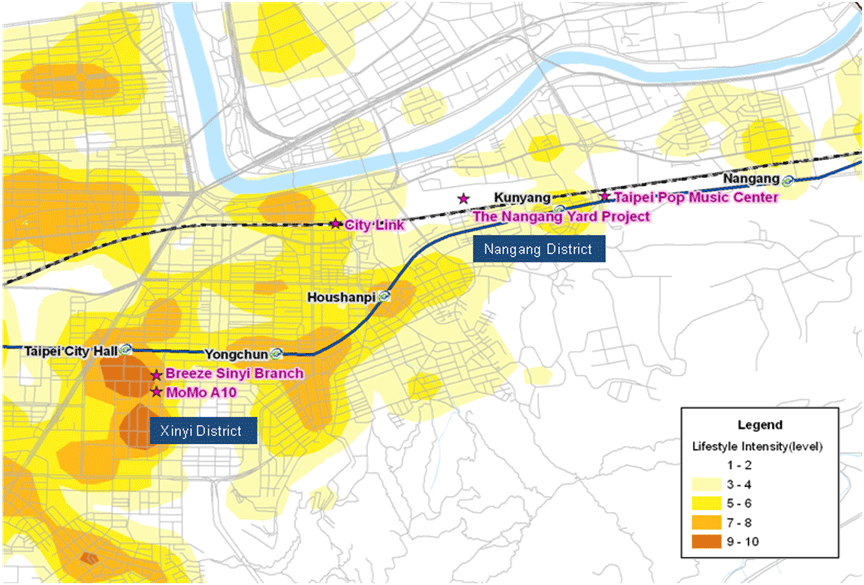 Nangang
Kunyang
Taipei Pop Music Center
The Nangang Yard Project
City Link
Nangang District
Houshanpi
Taipei City Hall
Yongchun
Breeze Sinyi Branch
MoMo A10
Xinyi District
Legend
Lifestyle Intensity(level)
1 - 2
3 - 4
5 - 6
7 - 8
9 - 10